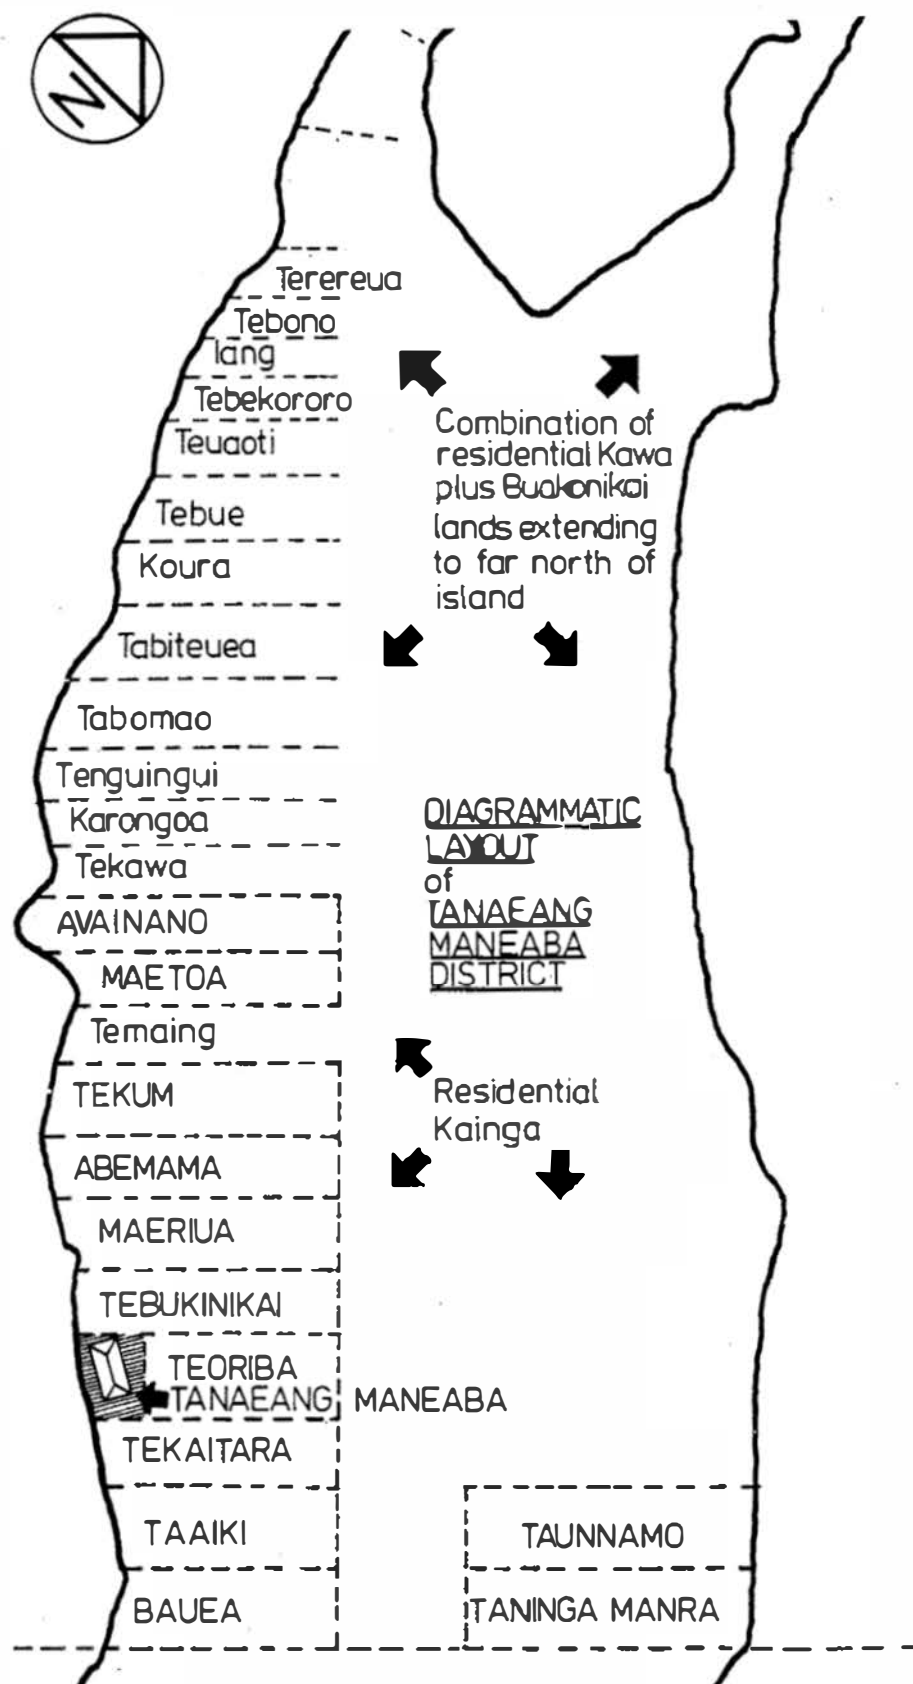 N
Terereua
Tebono
Iang
Tebekororo
Teuaoti
Tebue
Koura
Tabiteuea
Tabomao
Tenguingui
Karongoa
Tekawa
AVAINANO
MAETOA
Temaing
TEKUM
ABEMAMA
MAERIUA
TEBUKINIKAI
TEORIBA
TANAEANG MANEABA
TEKAITARA
TAAIKI
BAUEA
Combination of
residential Kawa
plus Buakonikai
lands extending
to far north of
island
DIAGRAMMATIC
LAYOUT
of
TANAEANG
MANEABA
DISTRICT
Residential
Kainga
TAUNNAMO
TANINGA MANRA